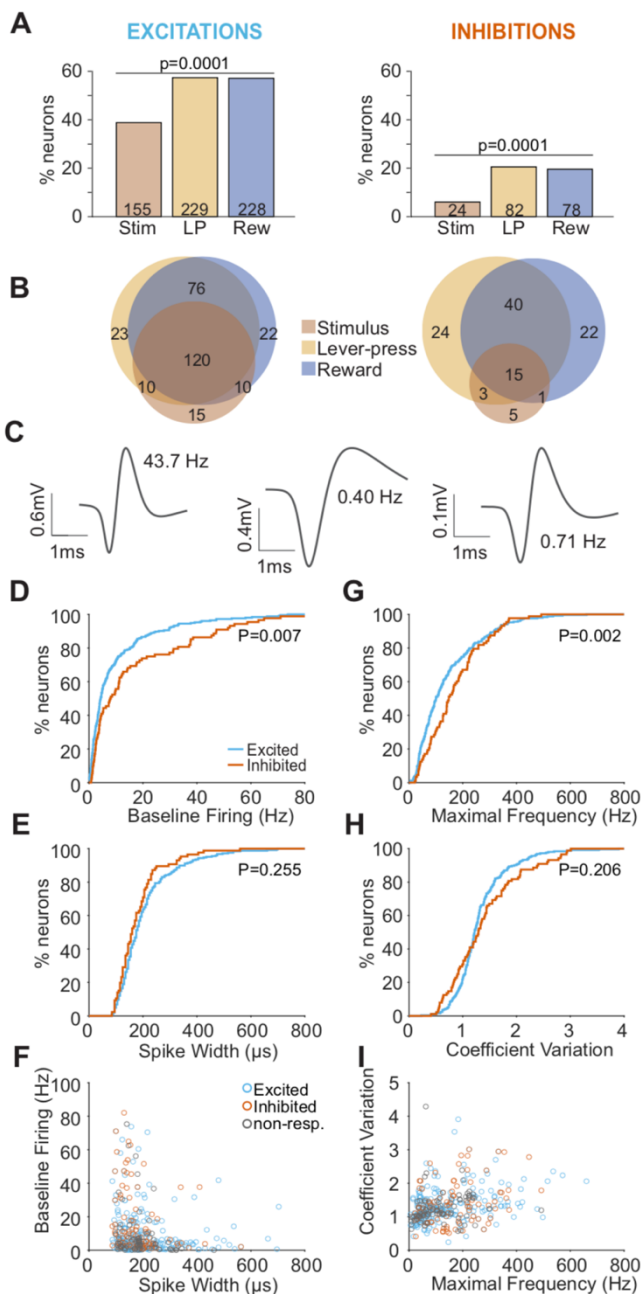 A
EXCITATIONS
INHIBITIONS
p=0.0001
60
40
20
0
% neurons
155
229
228
Stim
LP
Rew
p=0.0001
60
40
20
0
% neurons
24
82
78
Stim
LP
Rew
B
76
23
22
120
10
10
15
Stimulus
Lever-press
Reward
40
24
22
15
3
1
5
C
43.7 Hz
0.6mV
1ms
0.40 Hz
0.4mV
1ms
0.71 Hz
0.1mV
1ms
D
100
80
60
40
20
0
% neurons
P=0.007
Excited
Inhibited
0
20
40
60
80
Baseline Firing (Hz)
G
100
80
60
40
20
0
% neurons
P=0.002
0
200
400
600
800
Maximal Frequency (Hz)
E
100
80
60
40
20
0
% neurons
P=0.255
0
200
400
600
800
Spike Width (µs)
H
100
80
60
40
20
0
% neurons
P=0.206
0
1
2
3
4
Coefficient Variation
F
100
80
60
40
20
0
Baseline Firing (Hz)
Excited
Inhibited
non-resp.
0
200
400
600
800
Spike Width (µs)
I
5
4
3
2
1
0
Coefficient Variation
0
200
400
600
800
Maximal Frequency (Hz)